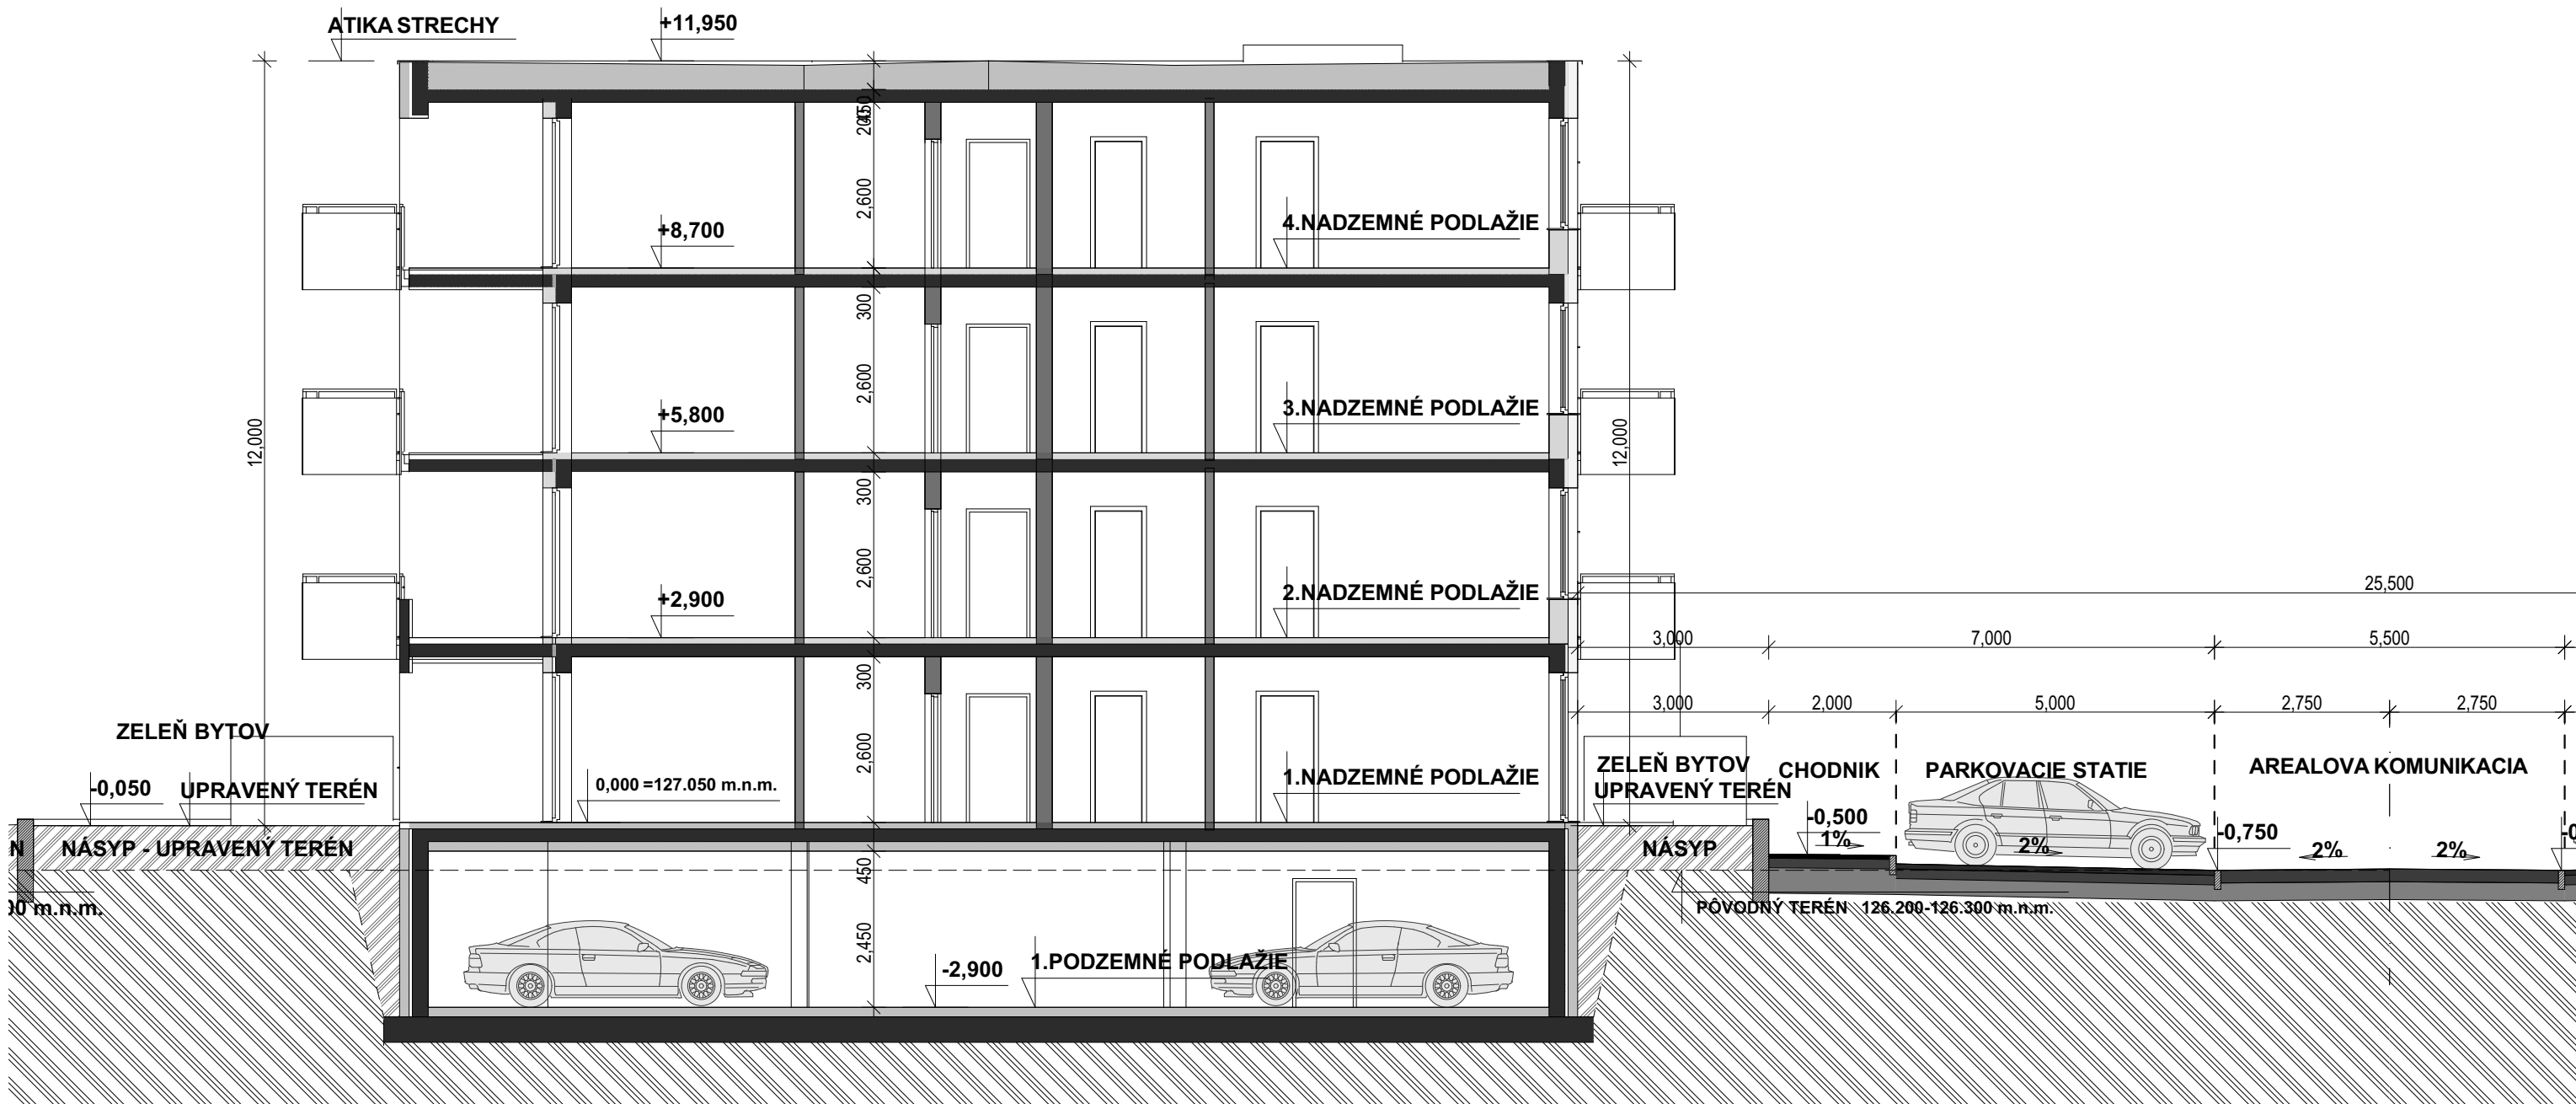 ATIKA STRECHY
+11,950
200
450
2,600
+8,700
4.NADZEMNÉ PODLAŽIE
300
2,600
+5,800
3.NADZEMNÉ PODLAŽIE
12,000
12,000
300
2,600
+2,900
2.NADZEMNÉ PODLAŽIE
25,500
3,000
7,000
5,500
300
3,000
2,000
5,000
2,750
2,750
ZELEŇ BYTOV
2,600
-0,050
UPRAVENÝ TERÉN
0,000 =127.050 m.n.m.
1.NADZEMNÉ PODLAŽIE
ZELEŇ BYTOV
UPRAVENÝ TERÉN
CHODNIK
PARKOVACIE STATIE
AREALOVA KOMUNIKACIA
-0,500
1%
2%
-0,750
2%
2%
N
NÁSYP - UPRAVENÝ TERÉN
NÁSYP
450
00 m.n.m.
PÔVODNÝ TERÉN 126.200-126.300 m.n.m.
2,450
-2,900
1.PODZEMNÉ PODLAŽIE